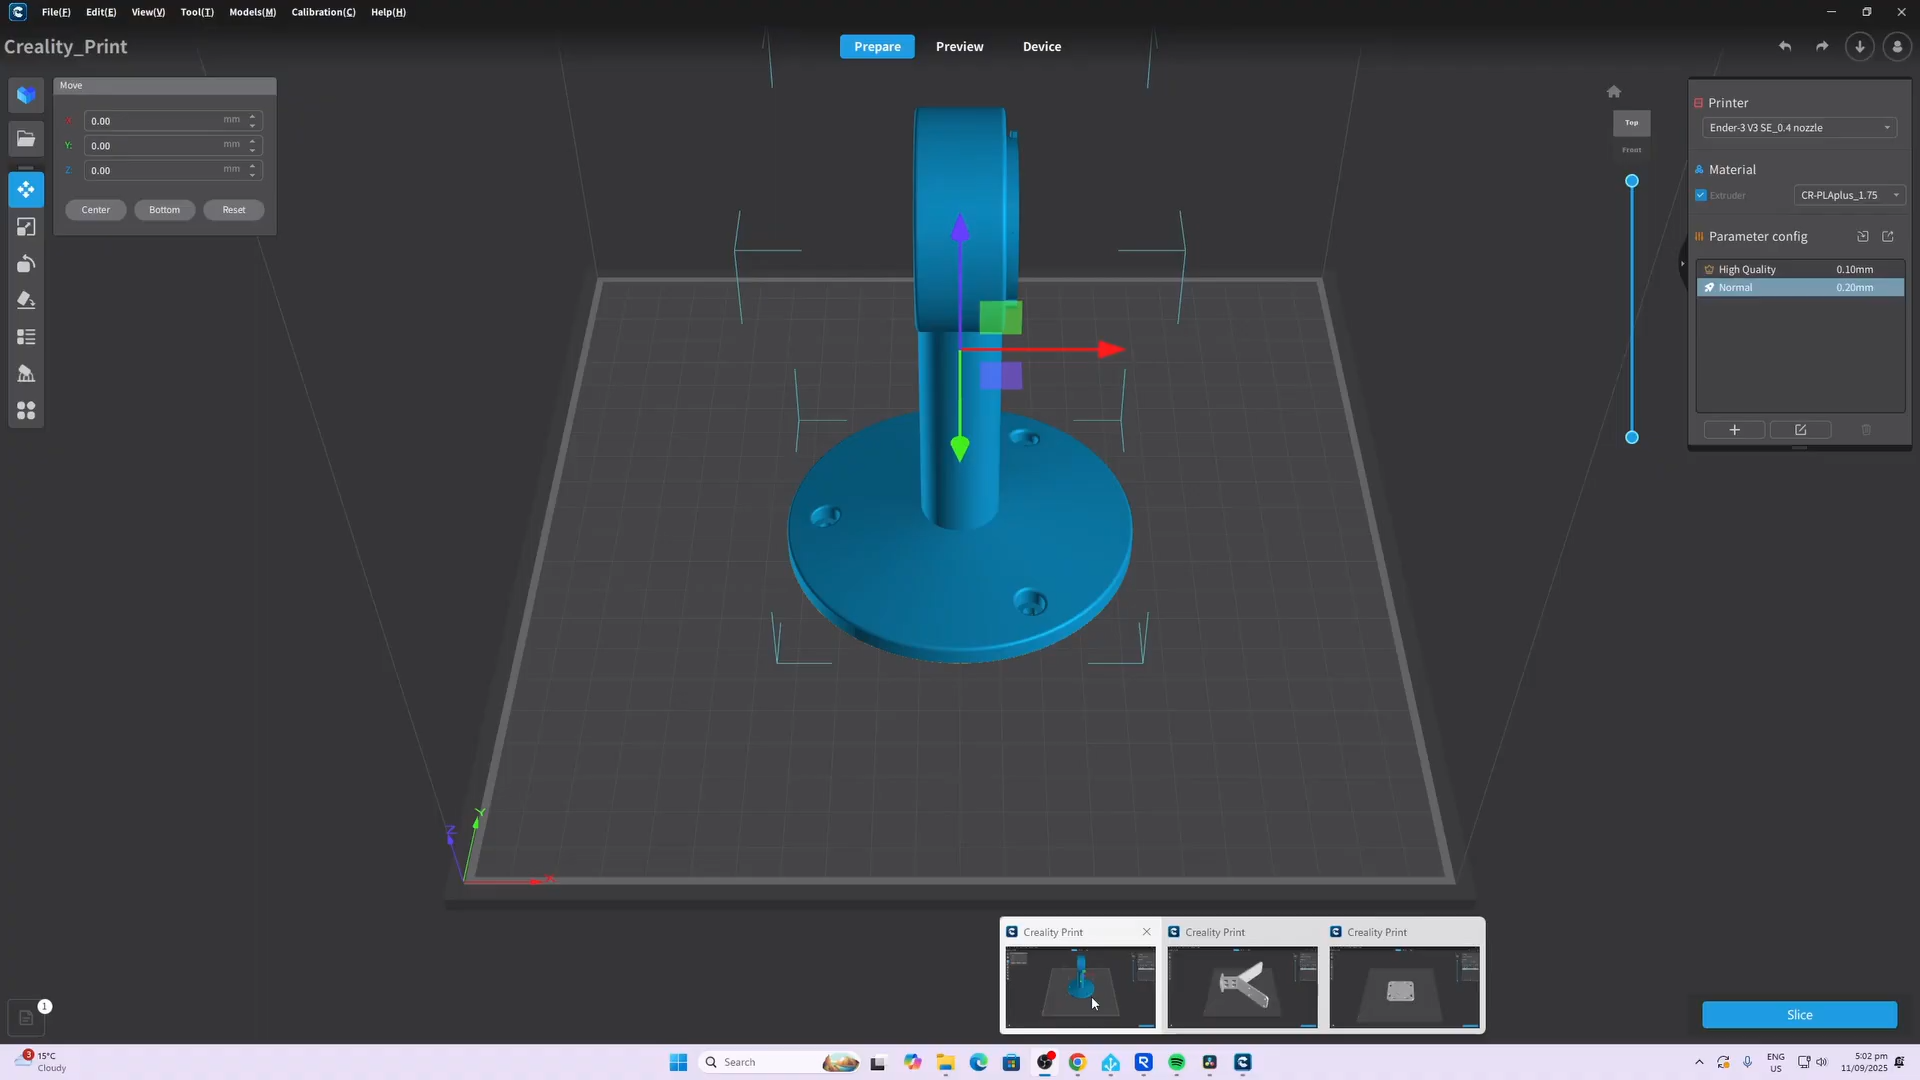 File(F) Edit(E) View(V) Tool(T) Models(M) Calibration(C) Help(H)
Creality_Print
Prepare Preview Device
Move
X: 0.00 mm
Y: 0.00 mm
Z: 0.00 mm
Center Bottom Reset
Top
Front
Printer
Ender-3 V3 SE_0.4 nozzle
Material
Extruder CR-PLAplus_1.75
Parameter config
High Quality 0.10mm
Normal 0.20mm
Y
Z
X
Creality Print Creality Print Creality Print
1
Slice
3 15°C
Cloudy
Search
ENG
US
5:02 pm
11/09/2025